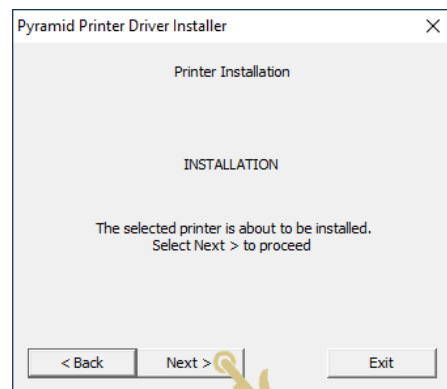 Pyramid Printer Driver Installer
Printer Installation
INSTALLATION
The selected printer is about to be installed.
Select Next > to proceed
< Back Next > Exit